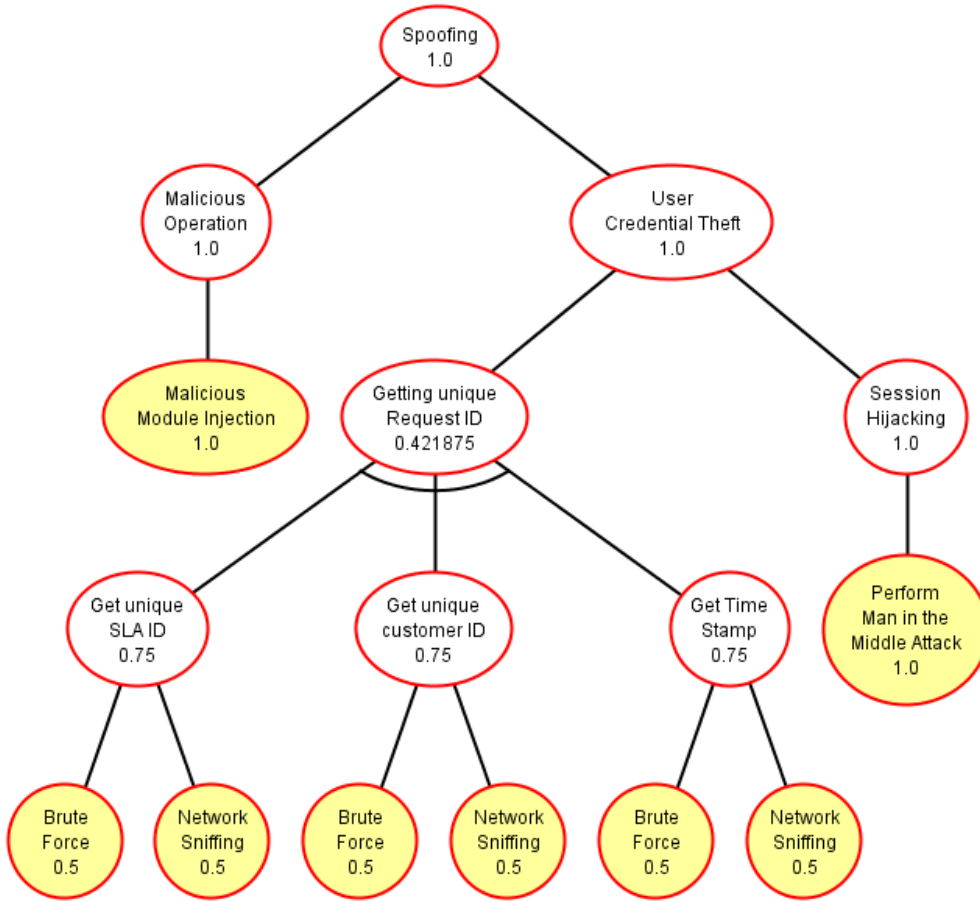 Spoofing
1.0
Malicious
Operation
1.0
User
Credential Theft
1.0
Malicious
Module Injection
1.0
Getting unique
Request ID
0.421875
Session
Hijacking
1.0
Get unique
SLA ID
0.75
Get unique
customer ID
0.75
Get Time
Stamp
0.75
Perform
Man in the
Middle Attack
1.0
Brute
Force
0.5
Network
Sniffing
0.5
Brute
Force
0.5
Network
Sniffing
0.5
Brute
Force
0.5
Network
Sniffing
0.5